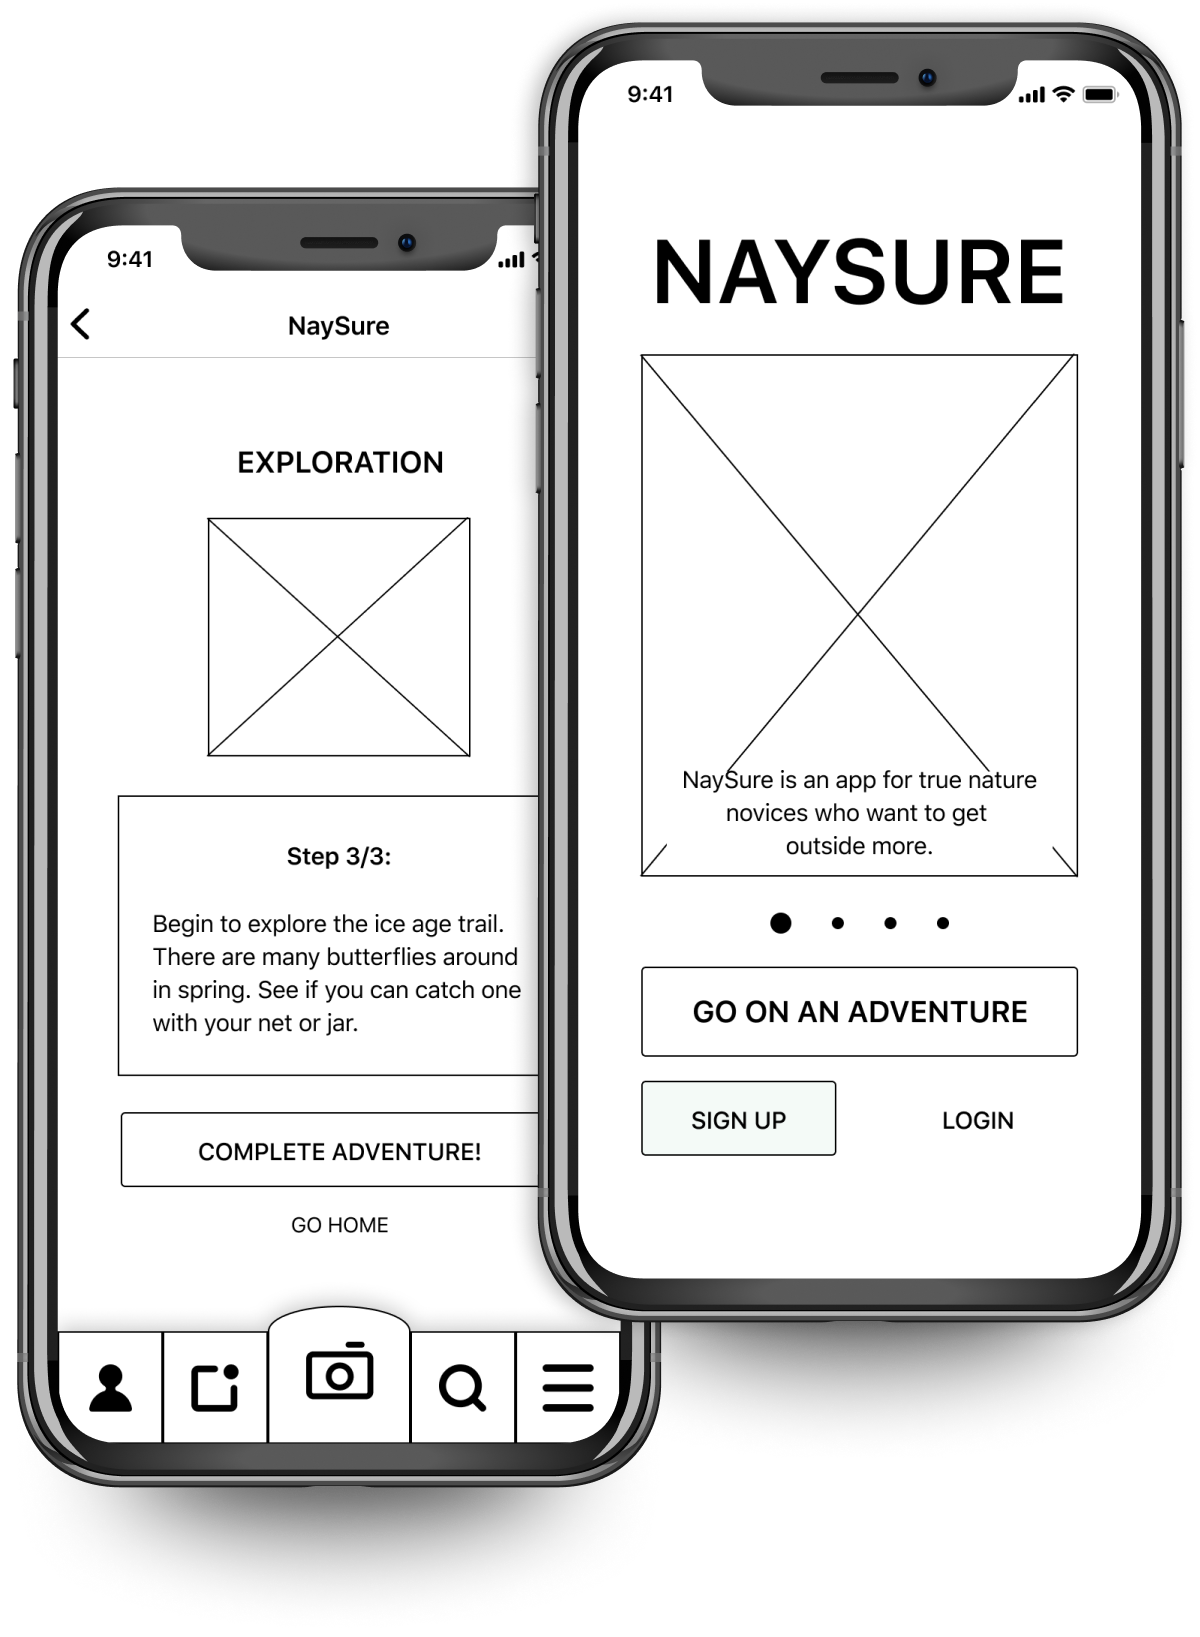 9:41
NaySure
EXPLORATION
Step 3/3:
Begin to explore the ice age trail.
There are many butterflies around
in spring. See if you can catch one
with your net or jar.
COMPLETE ADVENTURE!
GO HOME
9:41
NAYSURE
NaySure is an app for true nature
novices who want to get
outside more.
GO ON AN ADVENTURE
SIGN UP
LOGIN